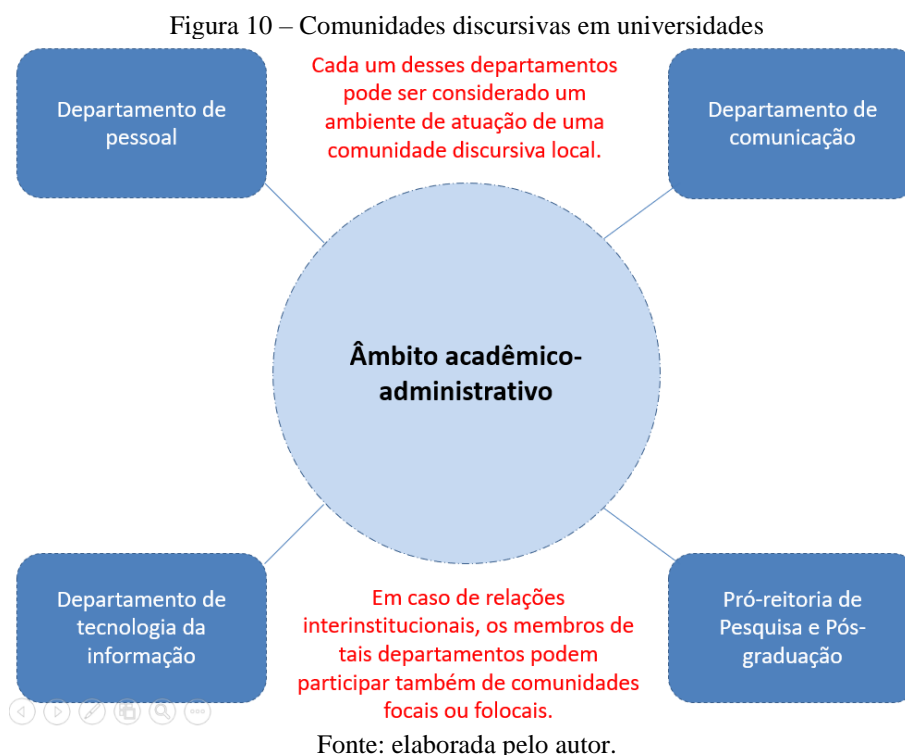 Figura 10 – Comunidades discursivas em universidades
Departamento de
pessoal
Cada um desses departamentos
pode ser considerado um
ambiente de atuação de uma
comunidade discursiva local.
Departamento de
comunicação
Âmbito acadêmico-
administrativo
Departamento de
tecnologia da
informação
Em caso de relações
interinstitucionais, os membros de
tais departamentos podem
participar também de comunidades
focais ou folocais.
Pró-reitoria de
Pesquisa e Pós-
graduação
Fonte: elaborada pelo autor.